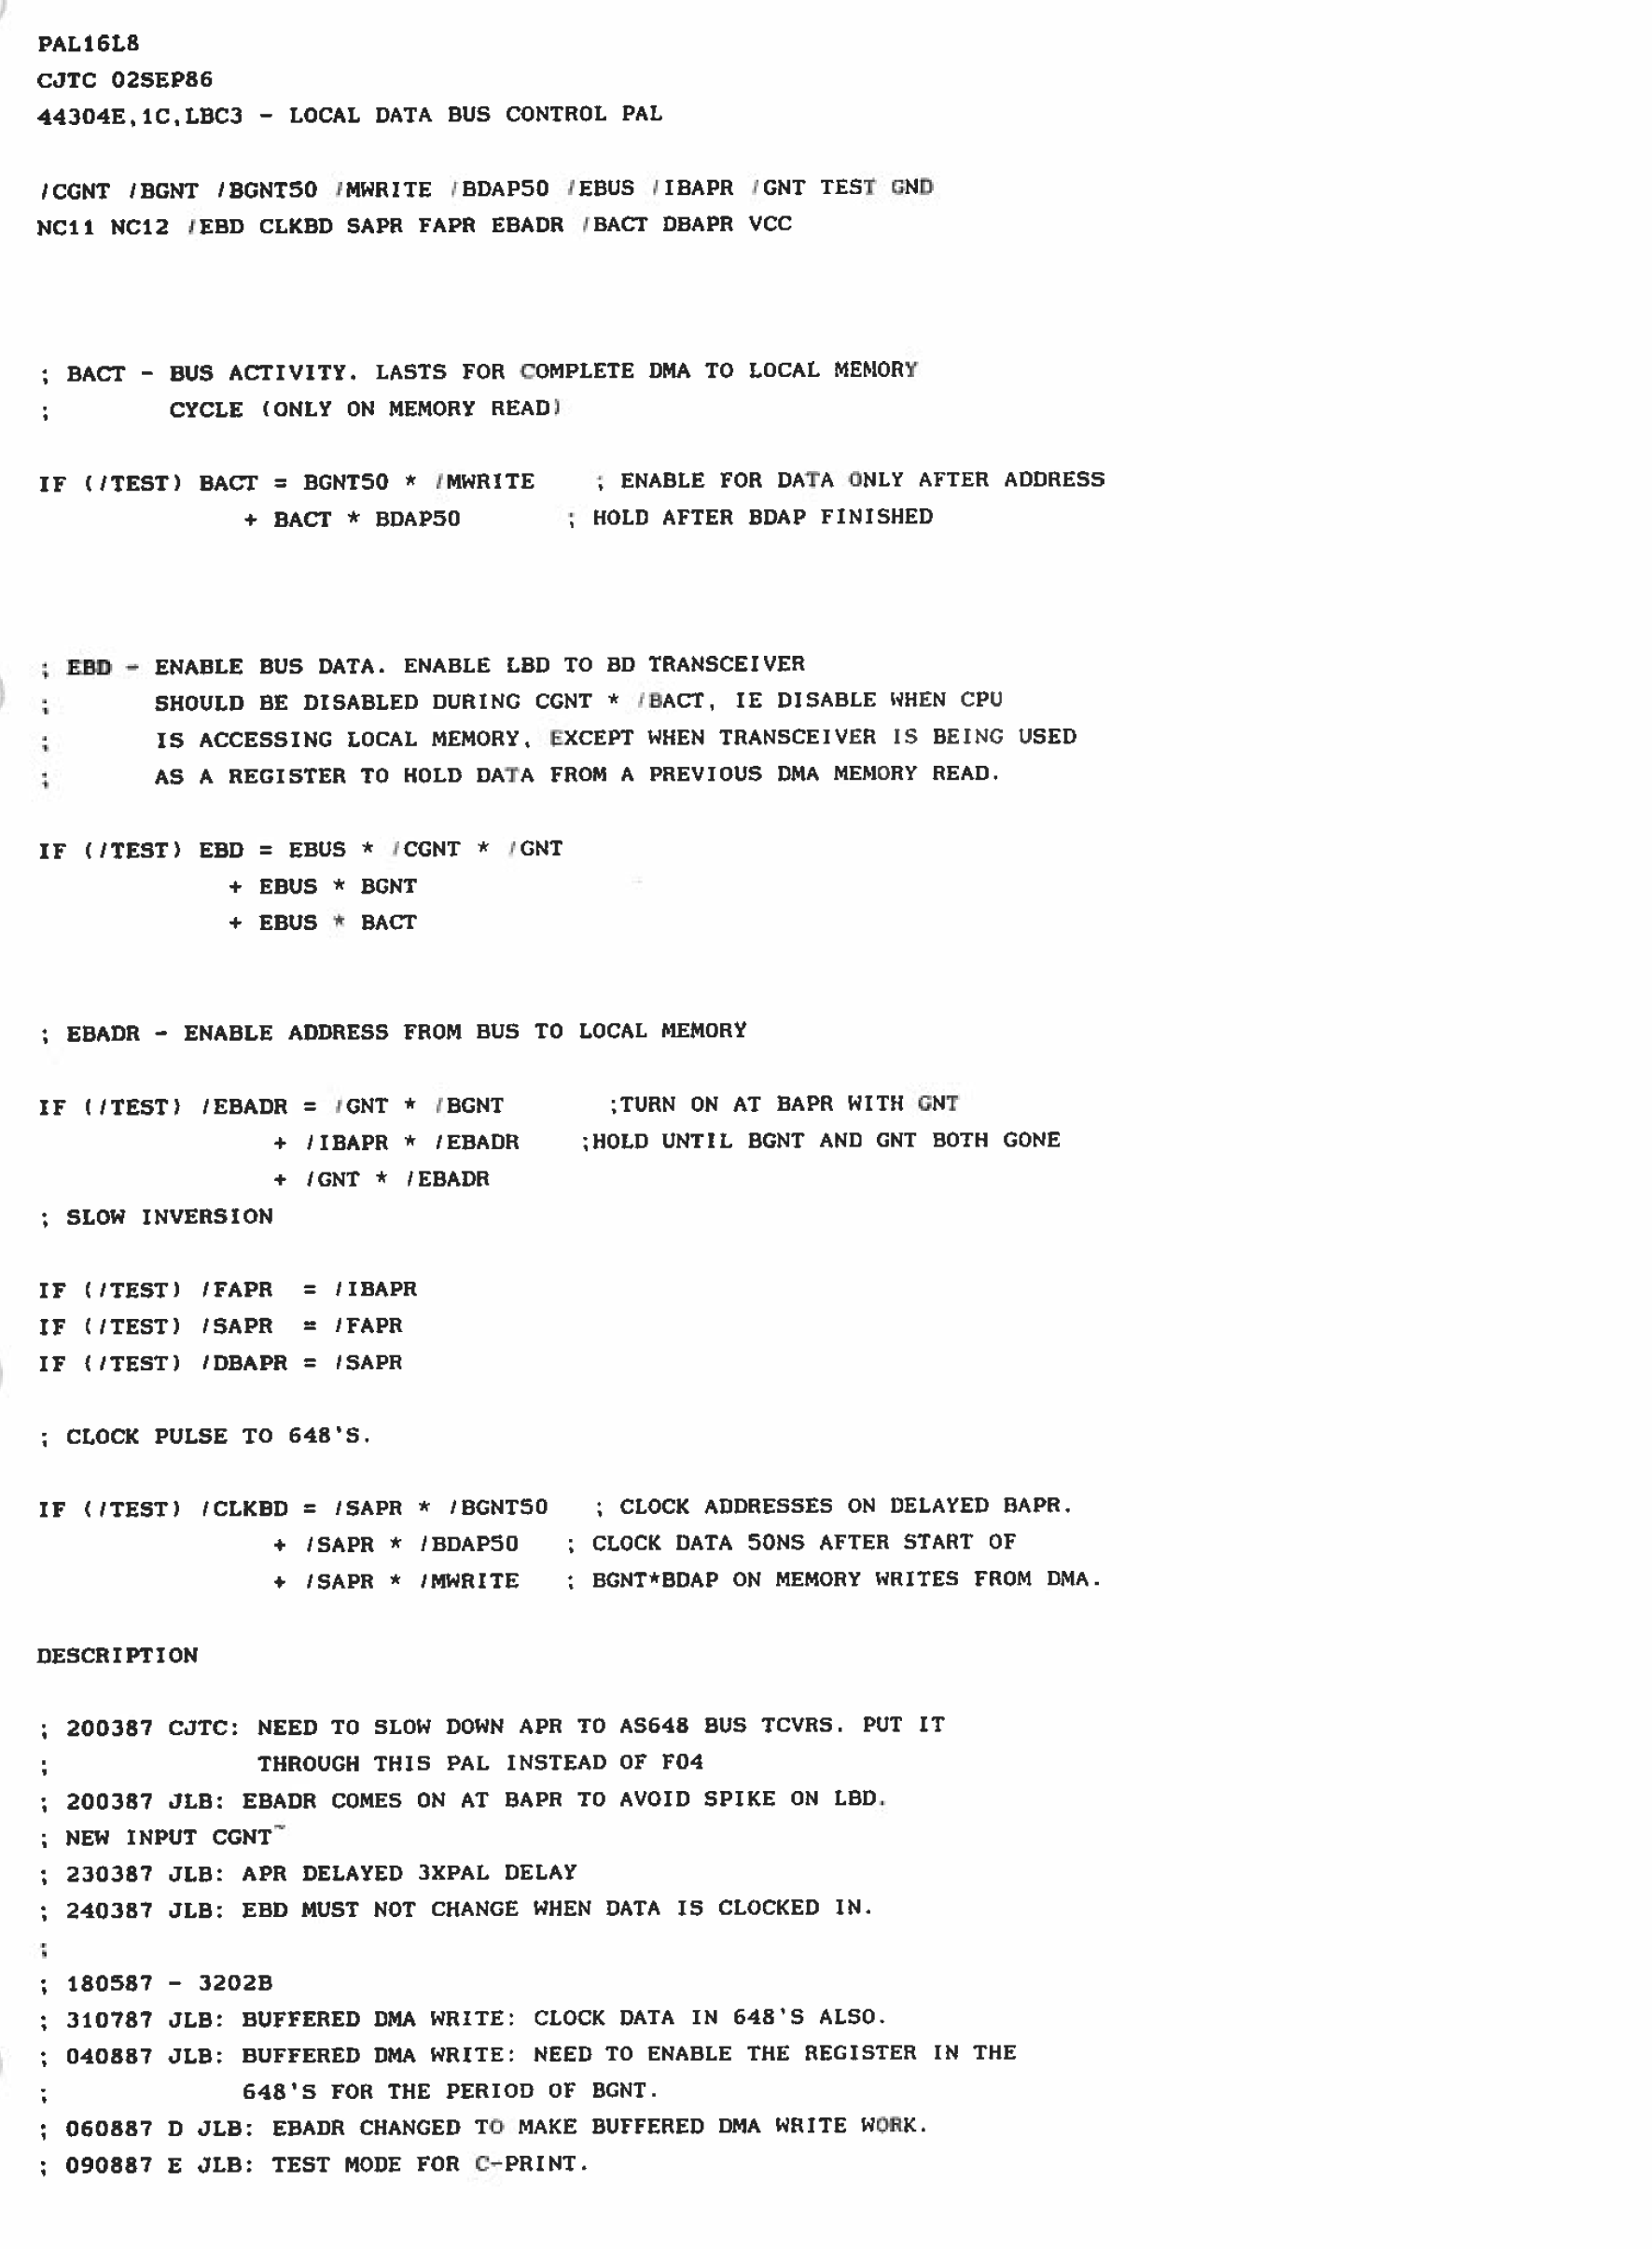 PAL16L8
CJTC 02SEP86
44304E,1C,LBC3 - LOCAL DATA BUS CONTROL PAL
/CGNT /BGNT /BGNT50 /MWRITE /BDAP50 /EBUS /IBAPR /GNT TEST GND
NC11 NC12 /EBD CLKBD SAPR FAPR EBADR /BACT DBAPR VCC
; BACT - BUS ACTIVITY. LASTS FOR COMPLETE DMA TO LOCAL MEMORY
; CYCLE (ONLY ON MEMORY READ)
IF (/TEST) BACT = BGNT50 * /MWRITE ; ENABLE FOR DATA ONLY AFTER ADDRESS
+ BACT * BDAP50 ; HOLD AFTER BDAP FINISHED
; EBD - ENABLE BUS DATA. ENABLE LBD TO BD TRANSCEIVER
; SHOULD BE DISABLED DURING CGNT * /BACT, IE DISABLE WHEN CPU
; IS ACCESSING LOCAL MEMORY, EXCEPT WHEN TRANSCEIVER IS BEING USED
; AS A REGISTER TO HOLD DATA FROM A PREVIOUS DMA MEMORY READ.
IF (/TEST) EBD = EBUS * /CGNT * /GNT
+ EBUS * BGNT
+ EBUS * BACT
; EBADR - ENABLE ADDRESS FROM BUS TO LOCAL MEMORY
IF (/TEST) /EBADR = /GNT * /BGNT ;TURN ON AT BAPR WITH GNT
+ /IBAPR * /EBADR ;HOLD UNTIL BGNT AND GNT BOTH GONE
+ /GNT * /EBADR
; SLOW INVERSION
IF (/TEST) /FAPR = /IBAPR
IF (/TEST) /SAPR = /FAPR
IF (/TEST) /DBAPR = /SAPR
; CLOCK PULSE TO 648'S.
IF (/TEST) /CLKBD = /SAPR * /BGNT50 ; CLOCK ADDRESSES ON DELAYED BAPR.
+ /SAPR * /BDAP50 ; CLOCK DATA 50NS AFTER START OF
+ /SAPR * /MWRITE ; BGNT*BDAP ON MEMORY WRITES FROM DMA.
DESCRIPTION
; 200387 CJTC: NEED TO SLOW DOWN APR TO AS648 BUS TCVRS. PUT IT
; THROUGH THIS PAL INSTEAD OF F04
; 200387 JLB: EBADR COMES ON AT BAPR TO AVOID SPIKE ON LBD.
; NEW INPUT CGNT~
; 230387 JLB: APR DELAYED 3XPAL DELAY
; 240387 JLB: EBD MUST NOT CHANGE WHEN DATA IS CLOCKED IN.
;
; 180587 - 3202B
; 310787 JLB: BUFFERED DMA WRITE: CLOCK DATA IN 648'S ALSO.
; 040887 JLB: BUFFERED DMA WRITE: NEED TO ENABLE THE REGISTER IN THE
; 648'S FOR THE PERIOD OF BGNT.
; 060887 D JLB: EBADR CHANGED TO MAKE BUFFERED DMA WRITE WORK.
; 090887 E JLB: TEST MODE FOR C-PRINT.